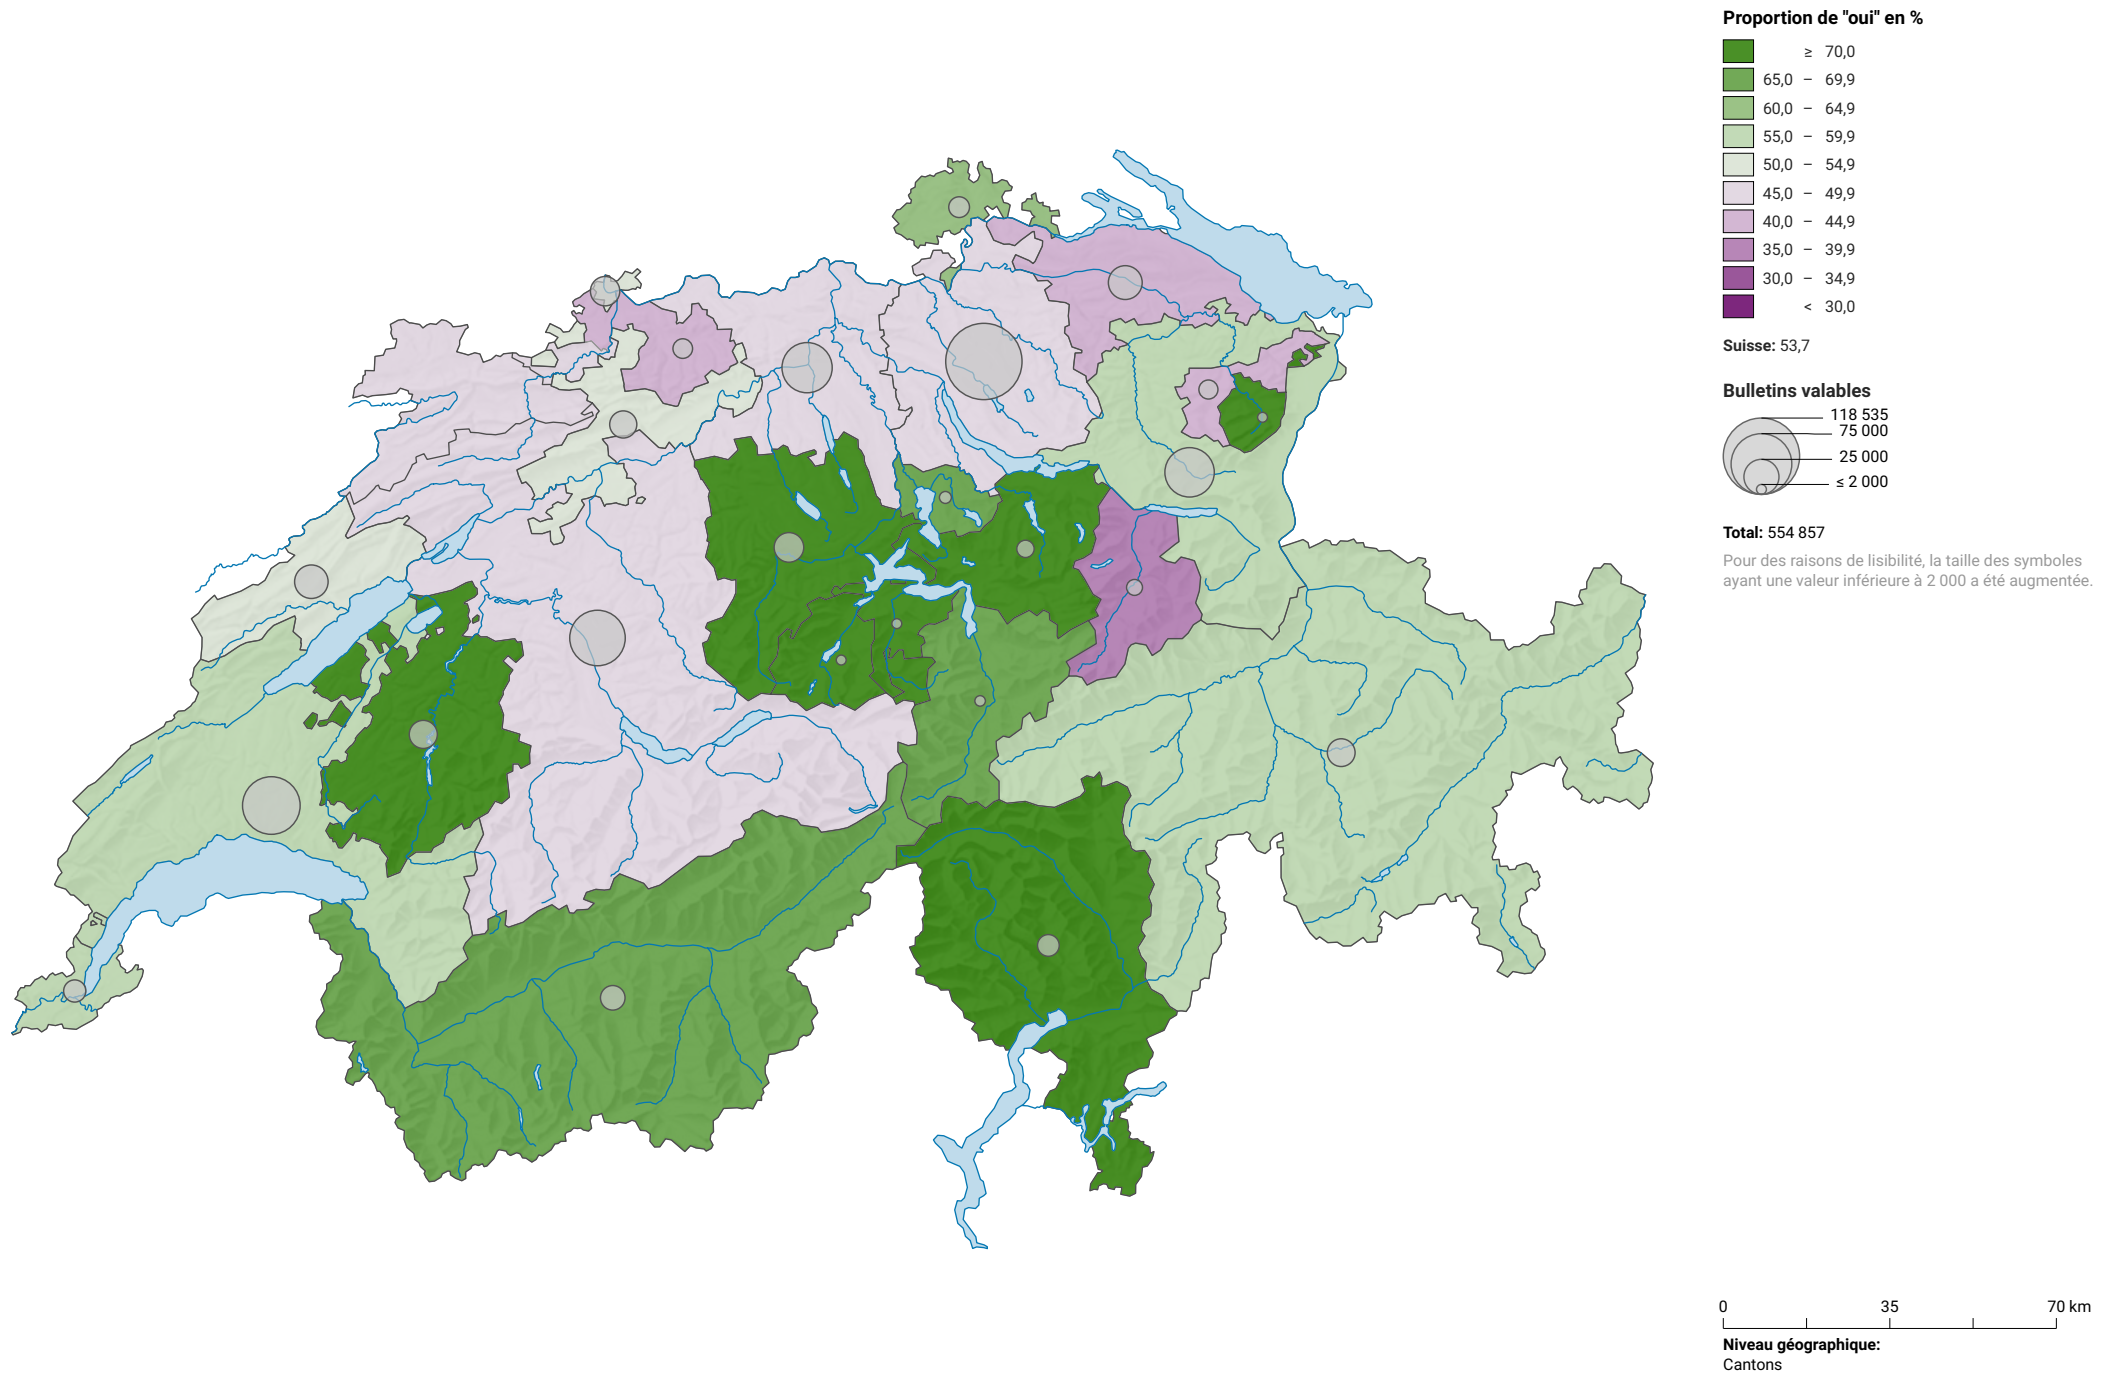 Proportion de "oui" en %
≥ 70,0
65,0 – 69,9
60,0 – 64,9
55,0 – 59,9
50,0 – 54,9
45,0 – 49,9
40,0 – 44,9
35,0 – 39,9
30,0 – 34,9
< 30,0
Suisse: 53,7
Bulletins valables
118 535
75 000
25 000
≤ 2 000
Total: 554 857
Pour des raisons de lisibilité, la taille des symboles
ayant une valeur inférieure à 2 000 a été augmentée.
0 35 70 km
Niveau géographique:
Cantons